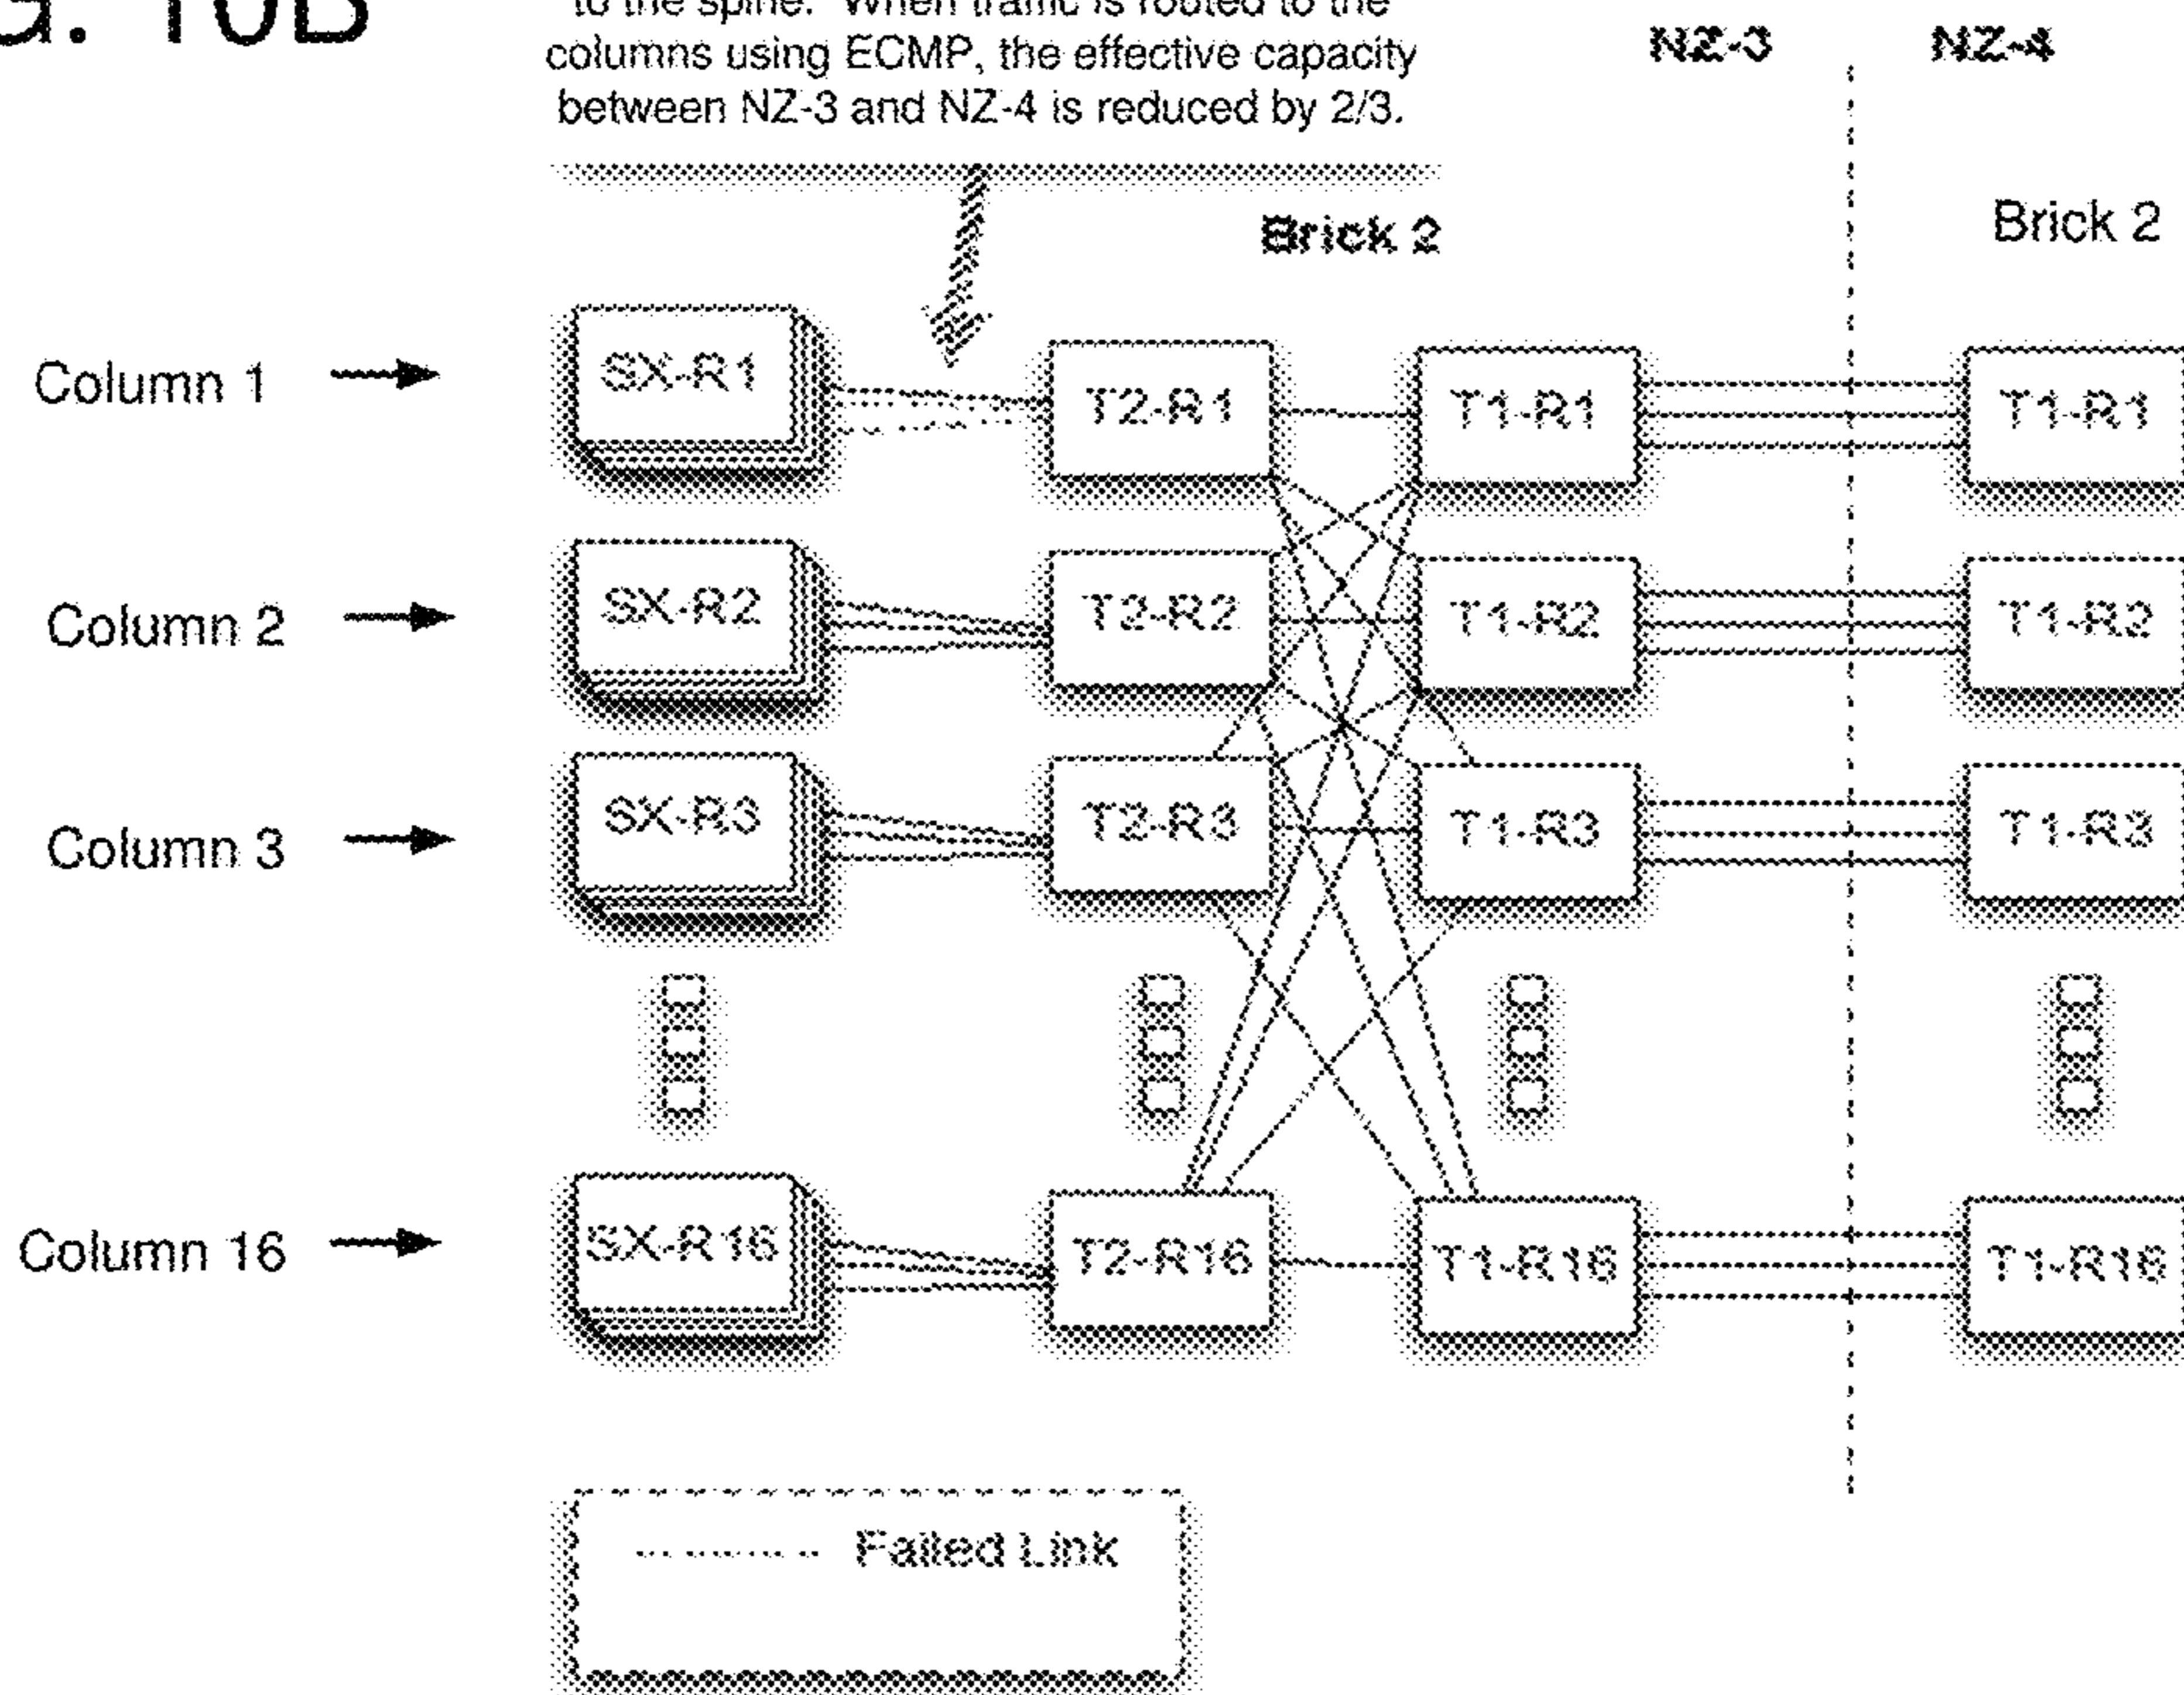 G. 10B
to the spine. When traffic is routed to the
columns using ECMP, the effective capacity
between NZ-3 and NZ-4 is reduced by 2/3.
NZ-3
NZ-4
Brick 2
Brick 2
Column 1
SX-R1
T2-R1
T1-R1
T1-R1
Column 2
SX-R2
T2-R2
T1-R2
T1-R2
Column 3
SX-R3
T2-R3
T1-R3
T1-R3
Column 16
SX-R16
T2-R16
T1-R16
T1-R16
Failed Link